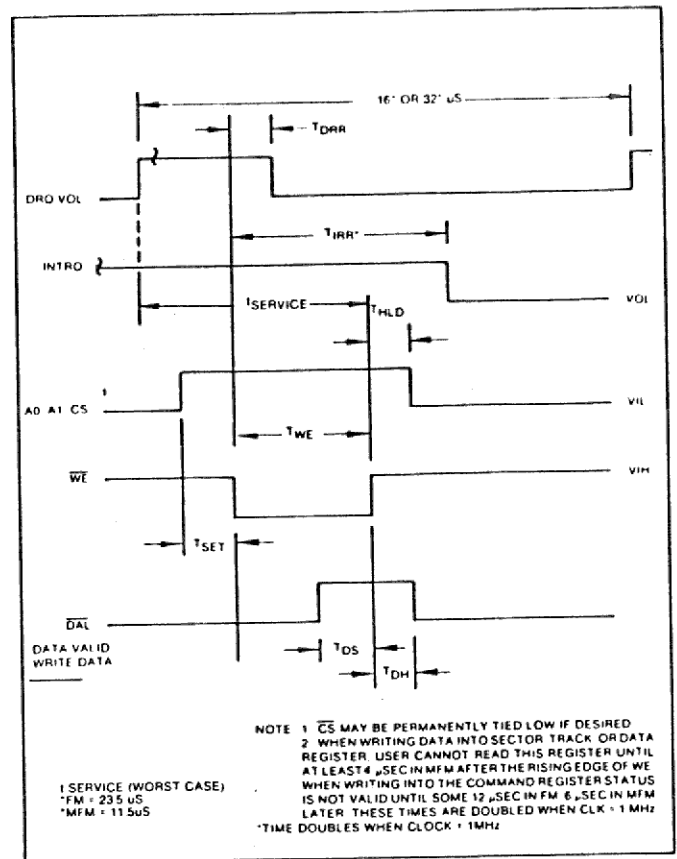 16* OR 32* uS
TDRR
DRO VOL
TIRR*
INTRO
tSERVICE
VOL
THLD
1
A0 A1 CS
VIL
TWE
WE
VIH
TSET
DAL
DATA VALID
WRITE DATA
TDS
TDH
NOTE 1 CS MAY BE PERMANENTLY TIED LOW IF DESIRED
2 WHEN WRITING DATA INTO SECTOR TRACK OR DATA
REGISTER, USER CANNOT READ THIS REGISTER UNTIL
AT LEAST 4 µSEC IN MFM AFTER THE RISING EDGE OF WE
WHEN WRITING INTO THE COMMAND REGISTER STATUS
IS NOT VALID UNTIL SOME 12 µSEC IN FM 6 µSEC IN MFM
LATER THESE TIMES ARE DOUBLED WHEN CLK = 1 MHz
*TIME DOUBLES WHEN CLOCK = 1MHz
t SERVICE (WORST CASE)
*FM = 23.5 uS
*MFM = 11.5uS